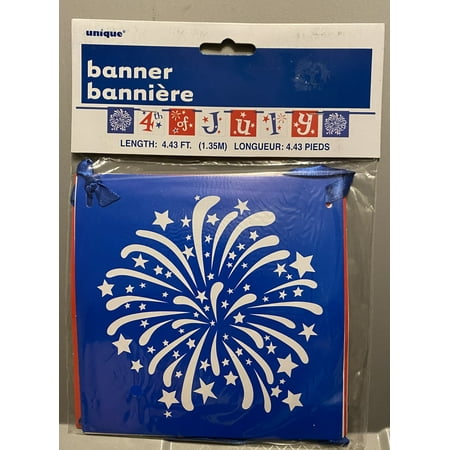 unique®
banner
bannière
4th of July
LENGTH: 4.43 FT. (1.35M) LONGUEUR: 4.43 PIEDS